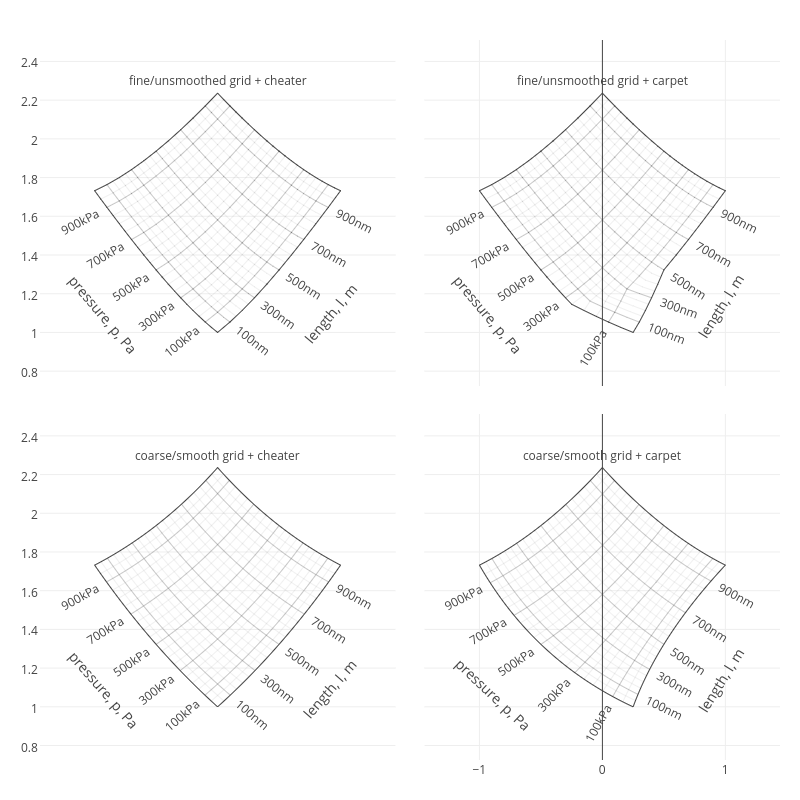 2.4
2.2
2
1.8
1.6
1.4
1.2
1
0.8
fine/unsmoothed grid + cheater
900kPa
700kPa
500kPa
300kPa
100kPa
pressure, p, Pa
900nm
700nm
500nm
300nm
100nm
length, l, m
fine/unsmoothed grid + carpet
900kPa
700kPa
500kPa
300kPa
100kPa
pressure, p, Pa
900nm
700nm
500nm
300nm
100nm
length, l, m
2.4
2.2
2
1.8
1.6
1.4
1.2
1
0.8
coarse/smooth grid + cheater
900kPa
700kPa
500kPa
300kPa
100kPa
pressure, p, Pa
900nm
700nm
500nm
300nm
100nm
length, l, m
coarse/smooth grid + carpet
900kPa
700kPa
500kPa
300kPa
100kPa
pressure, p, Pa
900nm
700nm
500nm
300nm
100nm
length, l, m
−1
0
1